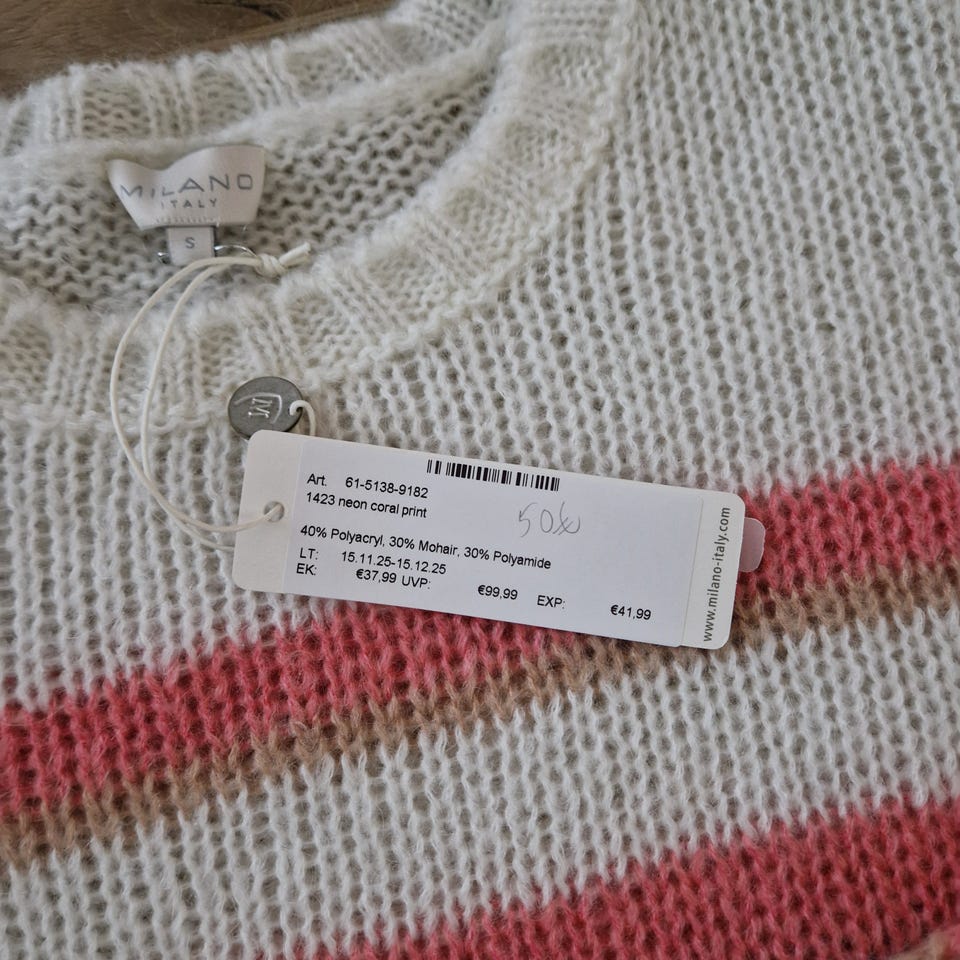 MILANO
ITALY
S
M
Art. 61-5138-9182
1423 neon coral print
40% Polyacryl, 30% Mohair, 30% Polyamide
LT: 15.11.25-15.12.25
EK: €37,99 UVP: €99,99 EXP: €41,99
www.milano-italy.com